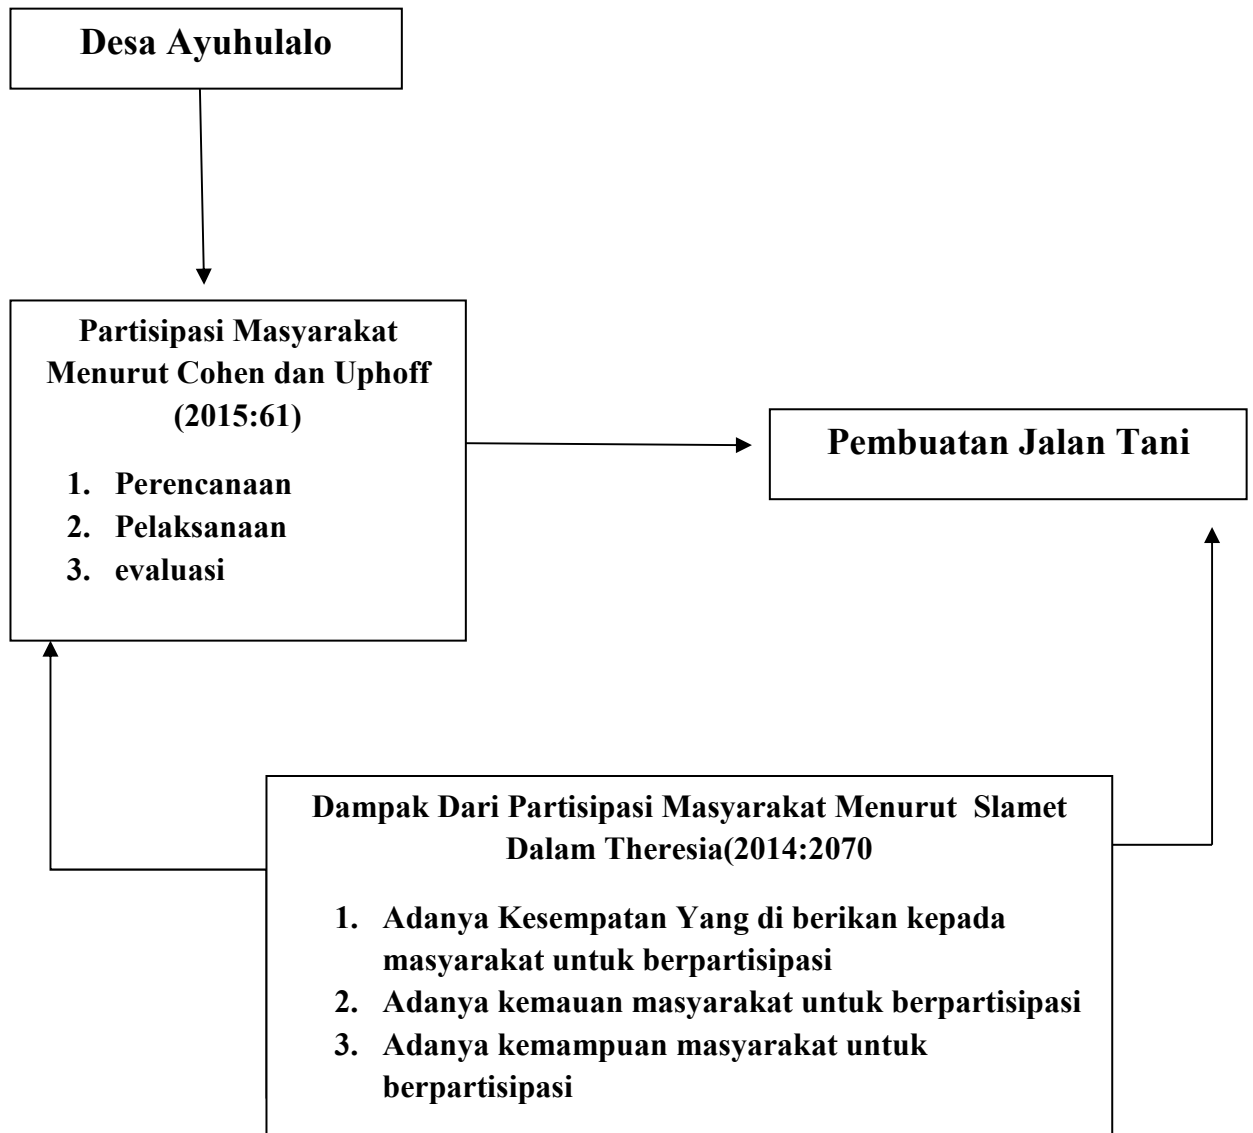 Desa Ayuhulalo
Partisipasi Masyarakat
Menurut Cohen dan Uphoff
(2015:61)
1. Perencanaan
2. Pelaksanaan
3. evaluasi
Pembuatan Jalan Tani
Dampak Dari Partisipasi Masyarakat Menurut Slamet
Dalam Theresia(2014:2070
1. Adanya Kesempatan Yang di berikan kepada
masyarakat untuk berpartisipasi
2. Adanya kemauan masyarakat untuk berpartisipasi
3. Adanya kemampuan masyarakat untuk
berpartisipasi